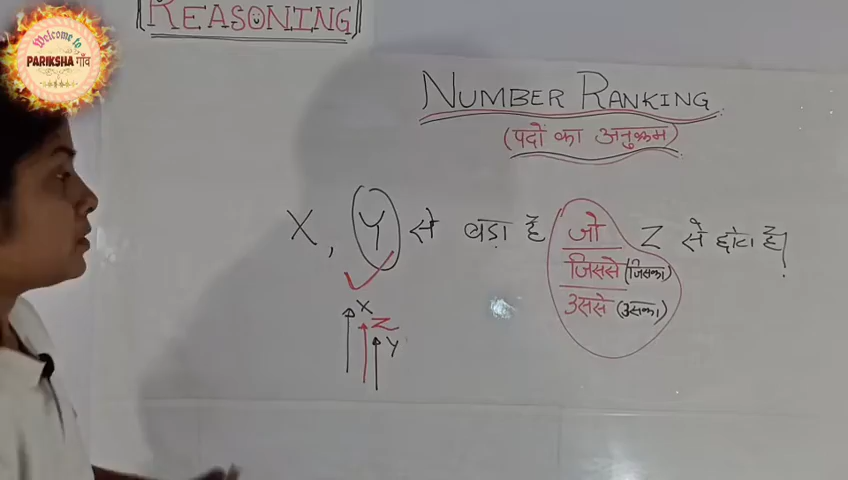 REASONING
Welcome to
PARIKSHA गाँव
NUMBER RANKING
(पदों का अनुक्रम)
X, Y से बड़ा है जो Z से छोटा है।
जिससे (जिसका)
उससे (उसका)
X
Z
Y